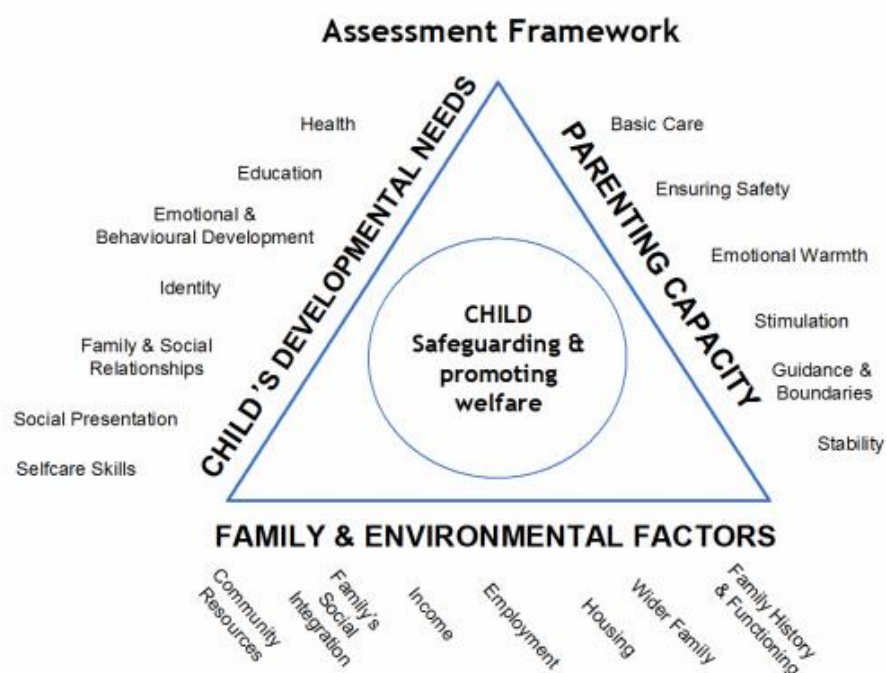 Assessment Framework
CHILD'S DEVELOPMENTAL NEEDS
Health
Education
Emotional &
Behavioural Development
Identity
Family & Social
Relationships
Social Presentation
Selfcare Skills
PARENTING CAPACITY
Basic Care
Ensuring Safety
Emotional Warmth
Stimulation
Guidance &
Boundaries
Stability
CHILD
Safeguarding &
promoting
welfare
FAMILY & ENVIRONMENTAL FACTORS
Community
Resources
Family's
Social
Integration
Income
Employment
Housing
Wider Family
Family History
& Functioning